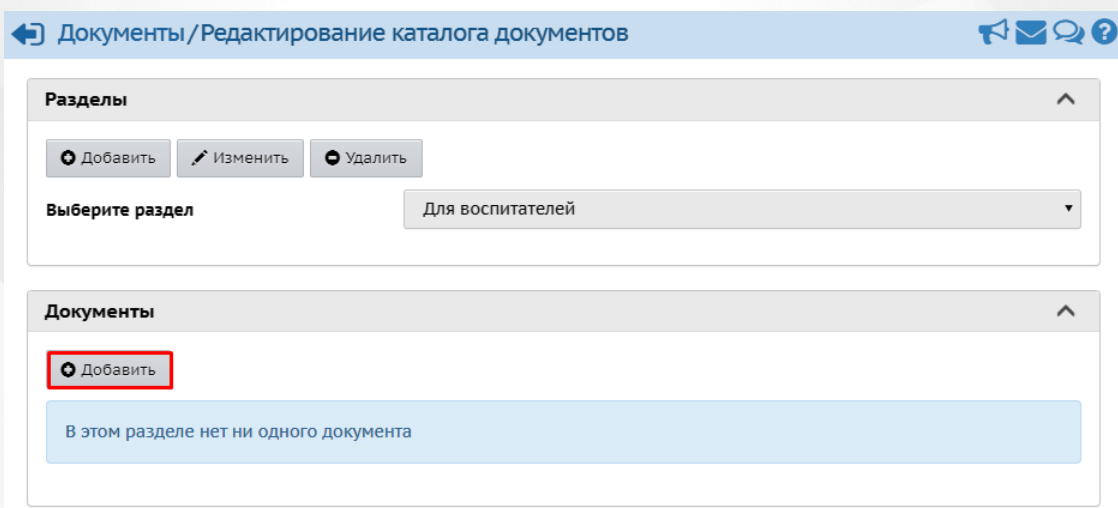 Документы/Редактирование каталога документов
Разделы
Добавить Изменить Удалить
Выберите раздел Для воспитателей
Документы
Добавить
В этом разделе нет ни одного документа